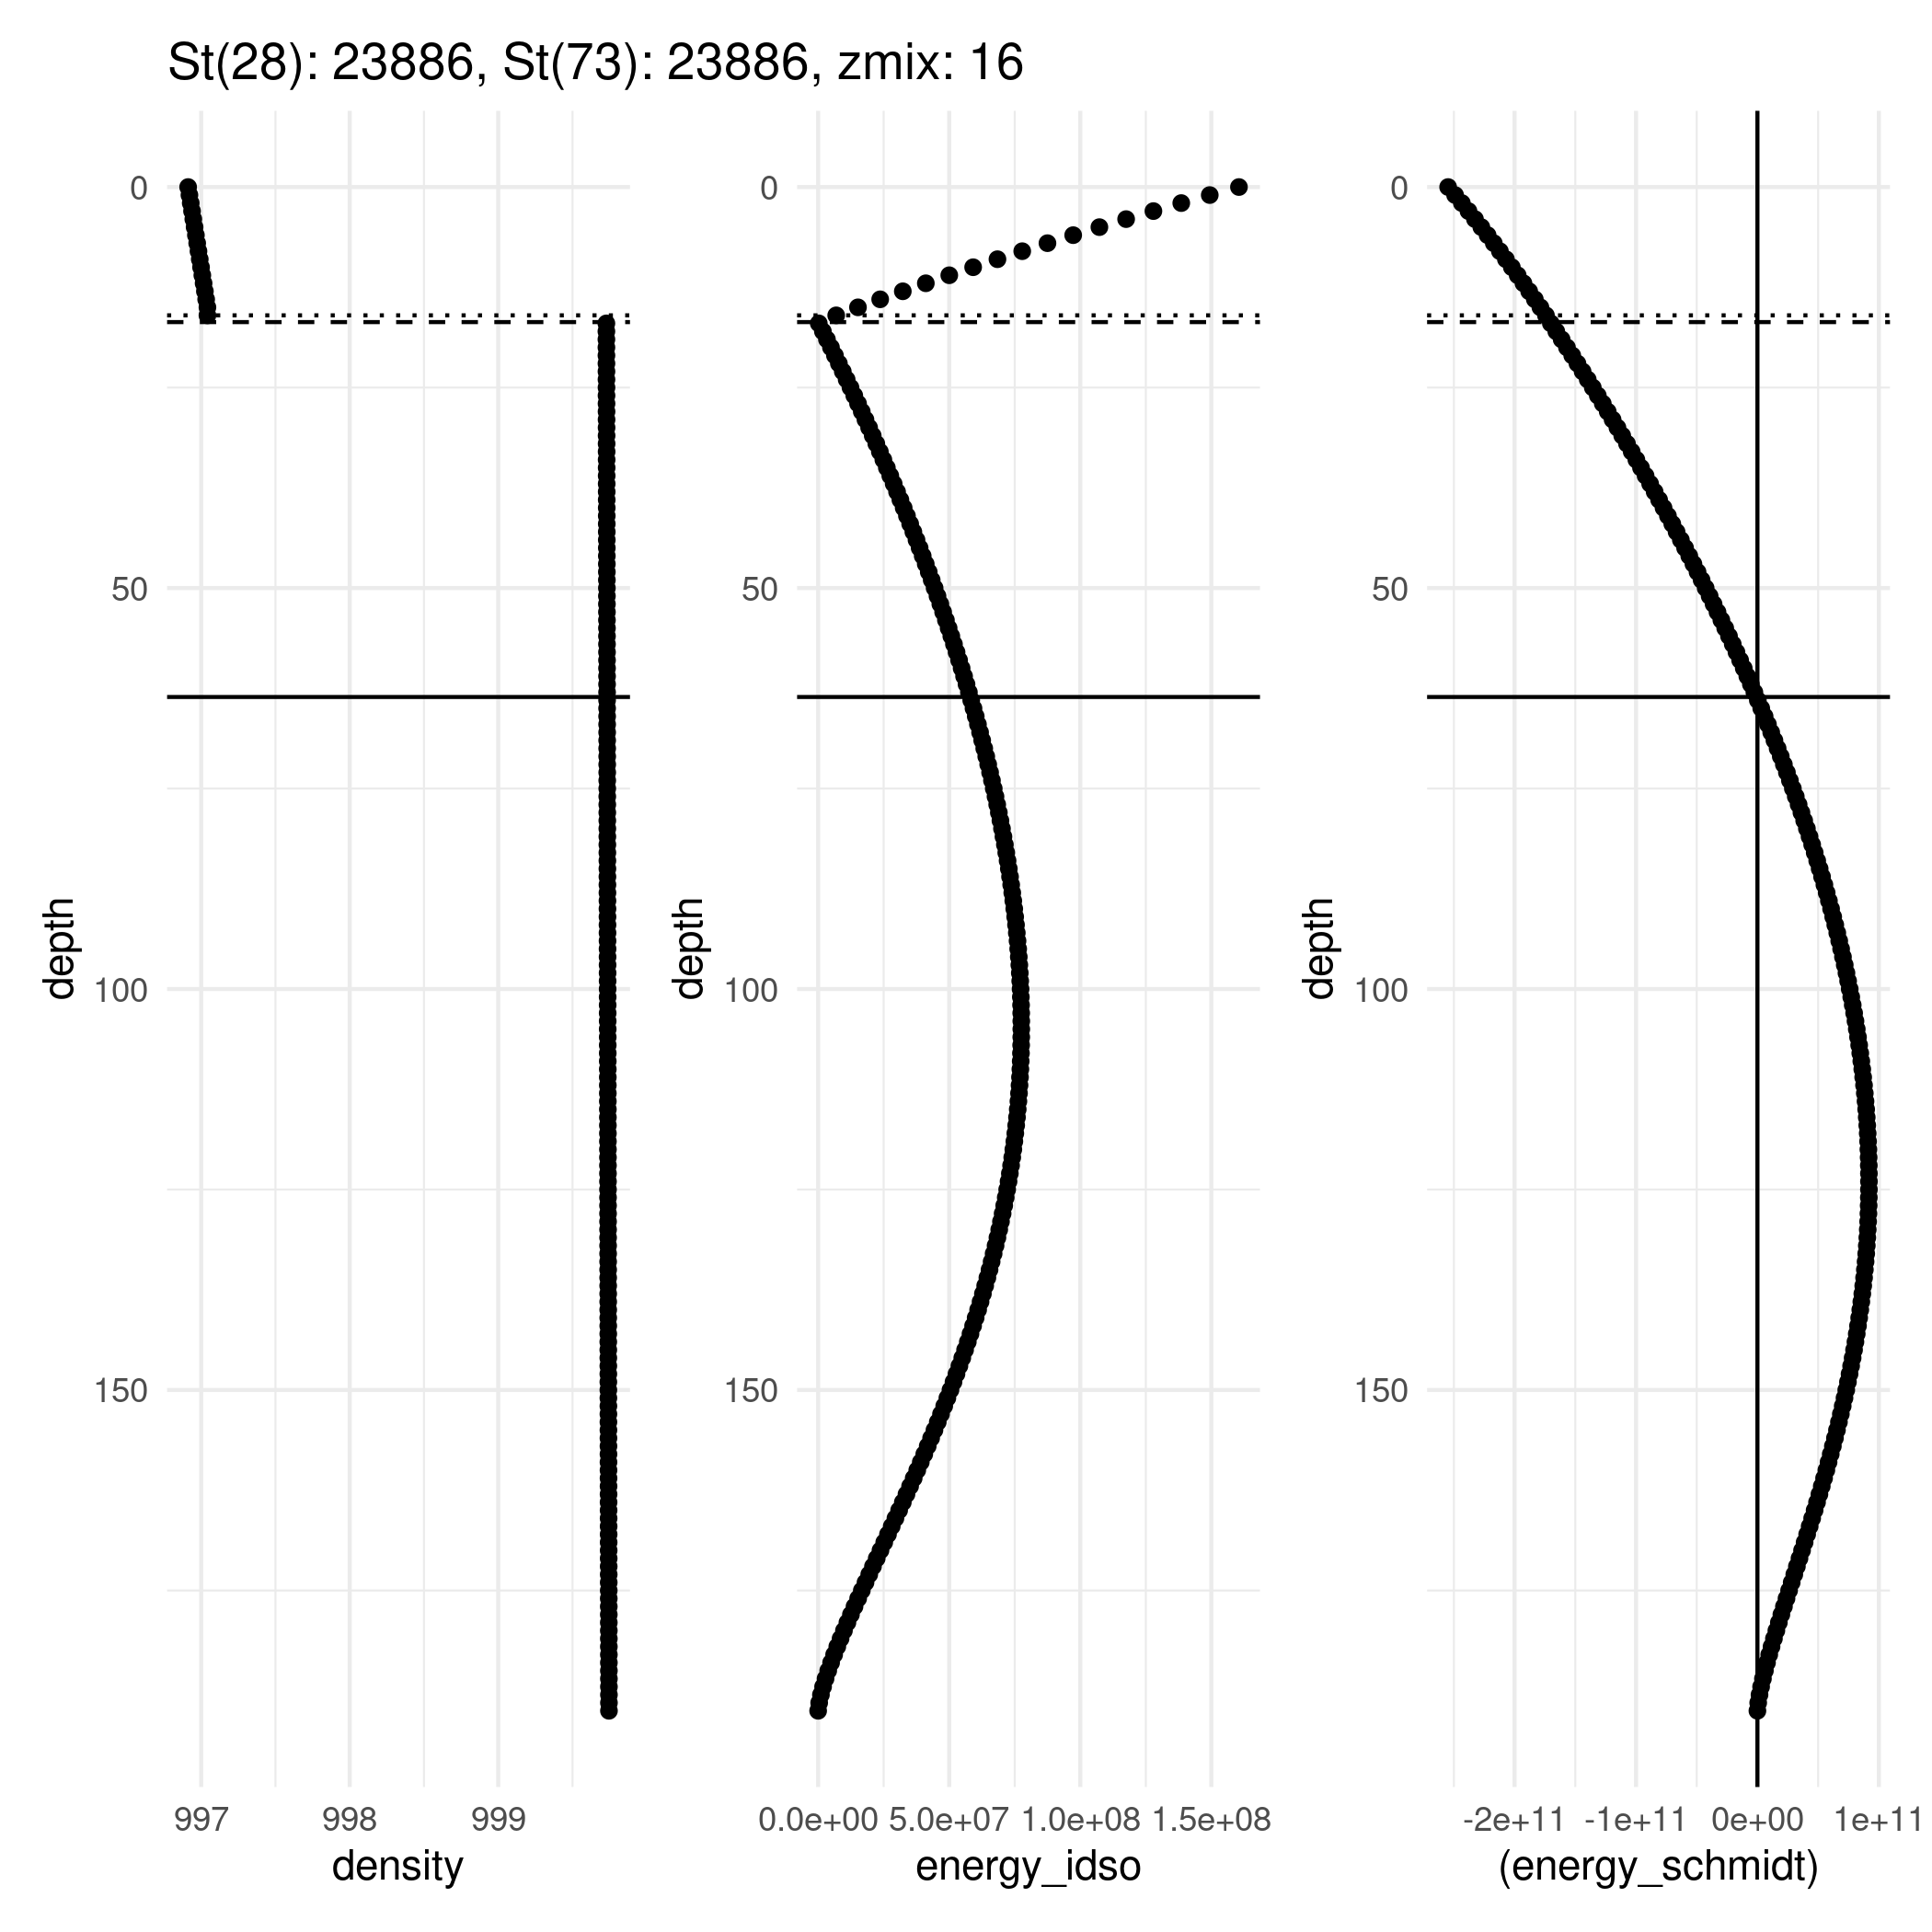 St(28): 23886, St(73): 23886, zmix: 16
0
50
100
150
depth
997 998 999
density
0
50
100
150
depth
0.0e+00 5.0e+07 1.0e+08 1.5e+08
energy_idso
0
50
100
150
depth
-2e+11 -1e+11 0e+00 1e+11
(energy_schmidt)